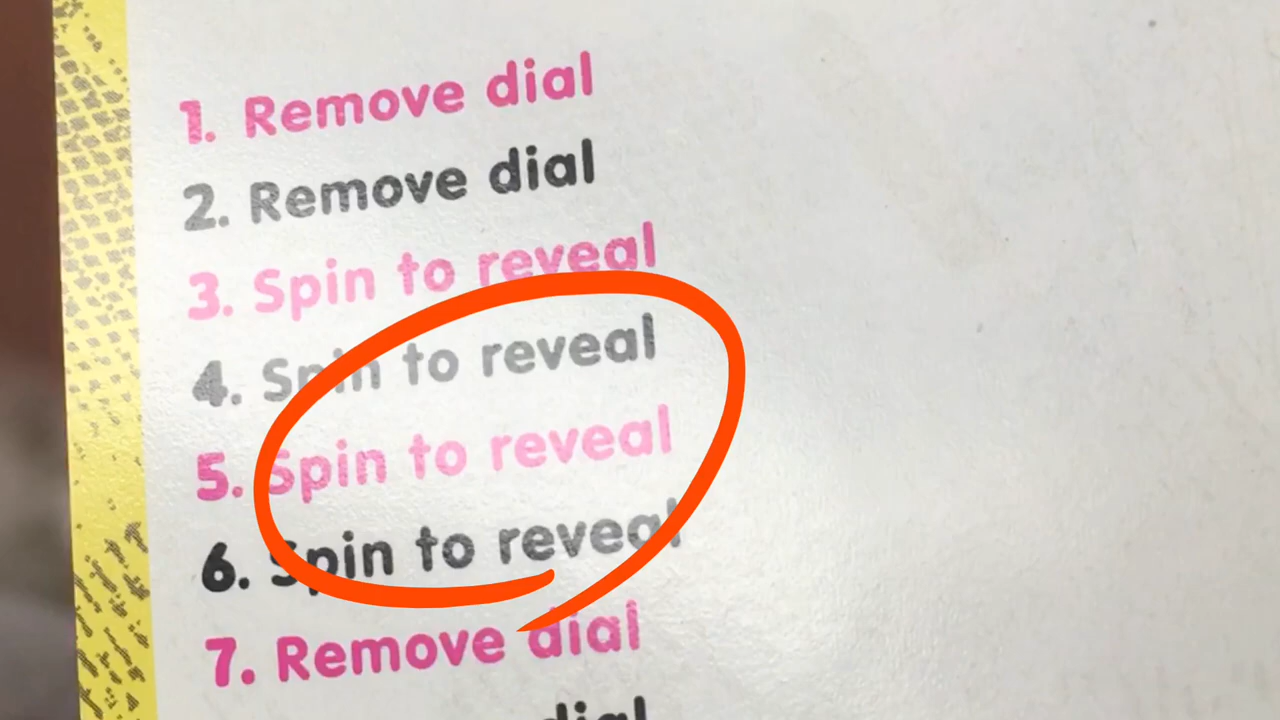 1. Remove dial
2. Remove dial
3. Spin to reveal
4. Spin to reveal
5. Spin to reveal
6. Spin to reveal
7. Remove dial
dial